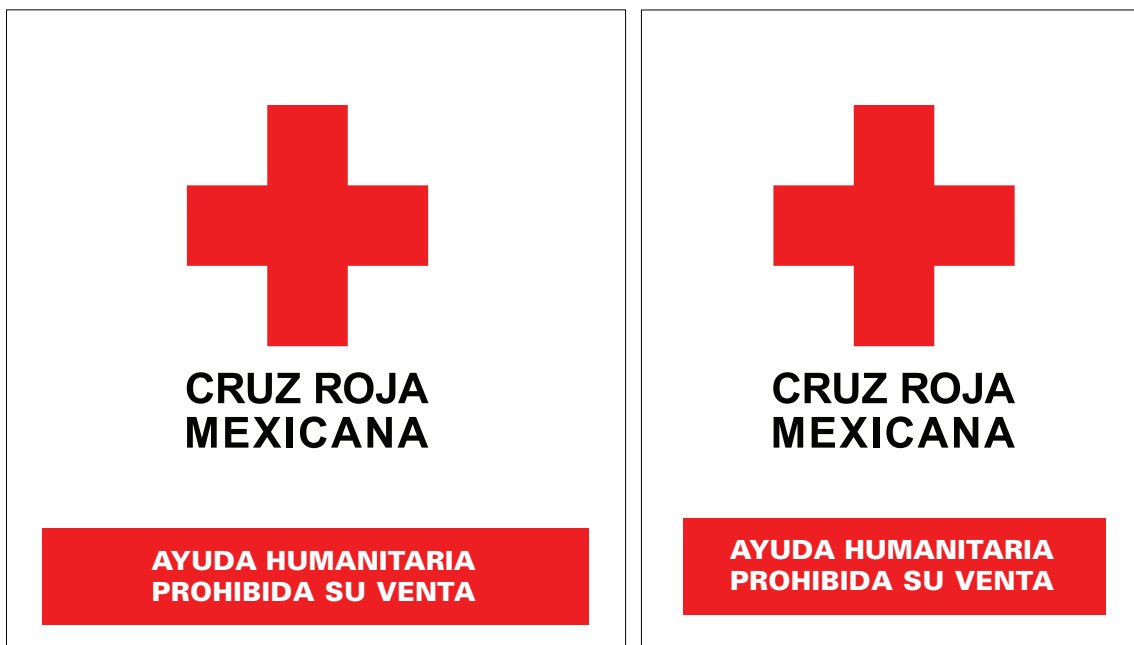 CRUZ ROJA
MEXICANA
AYUDA HUMANITARIA
PROHIBIDA SU VENTA
CRUZ ROJA
MEXICANA
AYUDA HUMANITARIA
PROHIBIDA SU VENTA